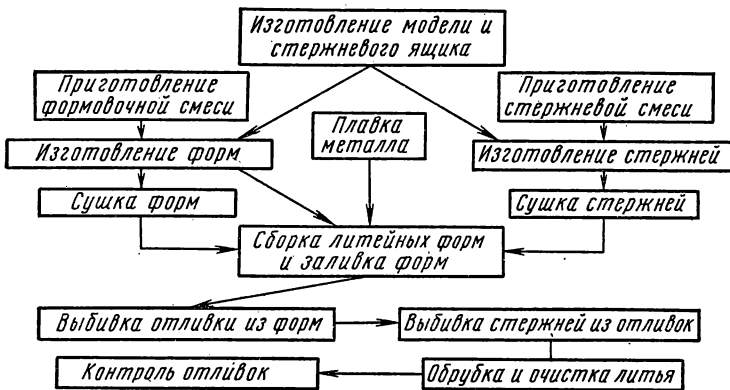 Изготовление модели и
стержневого ящика
Приготовление
формовочной смеси
Приготовление
стержневой смеси
Плавка
металла
Изготовление форм
Изготовление стержней
Сушка форм
Сушка стержней
Сборка литейных форм
и заливка форм
Выбивка отливки из форм
Выбивка стержней из отливок
Контроль отливок
Обрубка и очистка литья